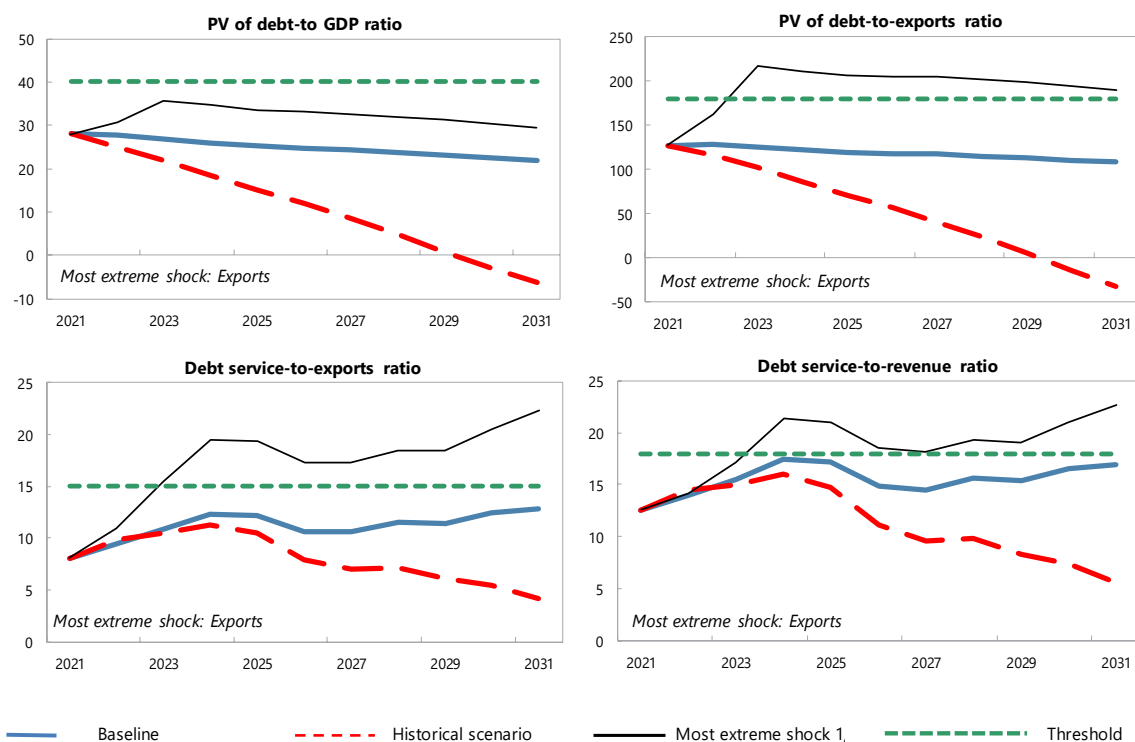 PV of debt-to GDP ratio
50
40
30
20
10
0
-10
Most extreme shock: Exports
2021 2023 2025 2027 2029 2031
PV of debt-to-exports ratio
250
200
150
100
50
0
-50
Most extreme shock: Exports
2021 2023 2025 2027 2029 2031
Debt service-to-exports ratio
25
20
15
10
5
0
Most extreme shock: Exports
2021 2023 2025 2027 2029 2031
Debt service-to-revenue ratio
25
20
15
10
5
0
Most extreme shock: Exports
2021 2023 2025 2027 2029 2031
Baseline Historical scenario Most extreme shock 1, Threshold